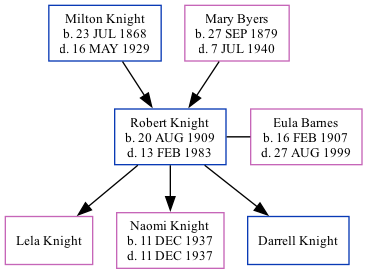 Milton Knight
b. 23 JUL 1868
d. 16 MAY 1929
Mary Byers
b. 27 SEP 1879
d. 7 JUL 1940
Robert Knight
b. 20 AUG 1909
d. 13 FEB 1983
Eula Barnes
b. 16 FEB 1907
d. 27 AUG 1999
Lela Knight
Naomi Knight
b. 11 DEC 1937
d. 11 DEC 1937
Darrell Knight